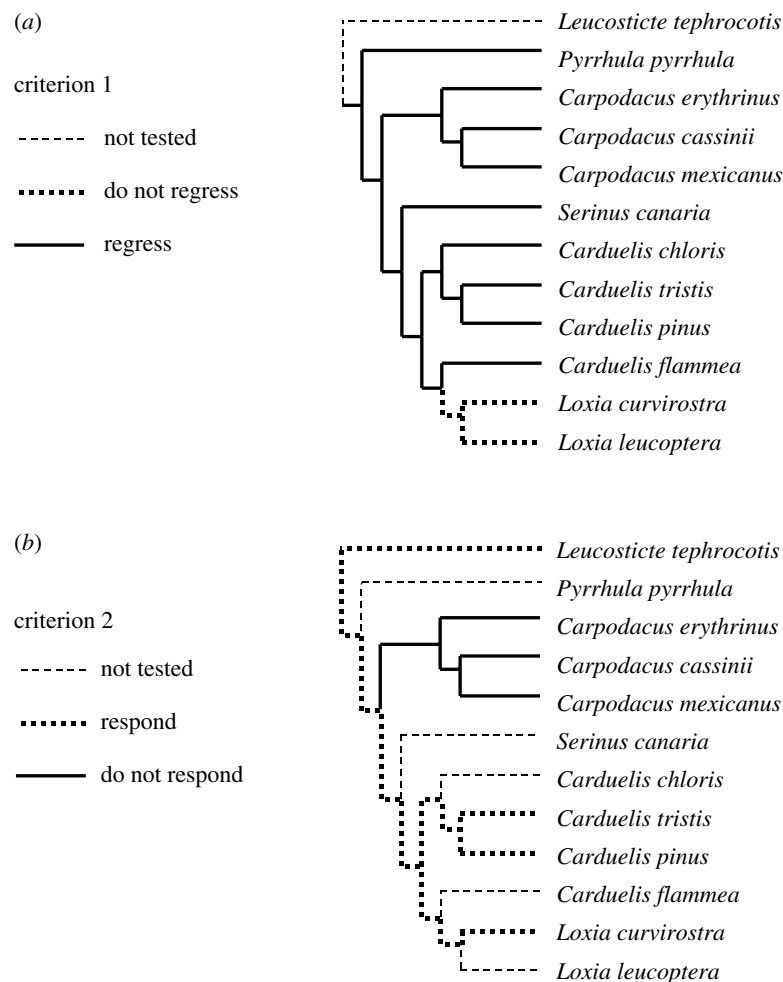 (a)
criterion 1
not tested
do not regress
regress
Leucosticte tephrocotis
Pyrrhula pyrrhula
Carpodacus erythrinus
Carpodacus cassinii
Carpodacus mexicanus
Serinus canaria
Carduelis chloris
Carduelis tristis
Carduelis pinus
Carduelis flammea
Loxia curvirostra
Loxia leucoptera
(b)
criterion 2
not tested
respond
do not respond
Leucosticte tephrocotis
Pyrrhula pyrrhula
Carpodacus erythrinus
Carpodacus cassinii
Carpodacus mexicanus
Serinus canaria
Carduelis chloris
Carduelis tristis
Carduelis pinus
Carduelis flammea
Loxia curvirostra
Loxia leucoptera